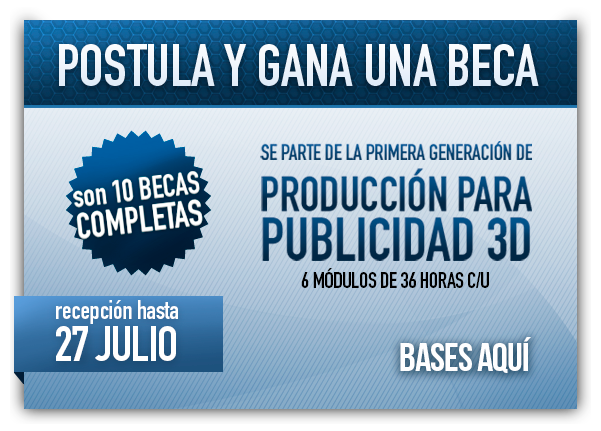 POSTULA Y GANA UNA BECA
son 10 BECAS
COMPLETAS
SE PARTE DE LA PRIMERA GENERACIÓN DE
PRODUCCIÓN PARA
PUBLICIDAD 3D
6 MÓDULOS DE 36 HORAS C/U
recepción hasta
27 JULIO
BASES AQUÍ